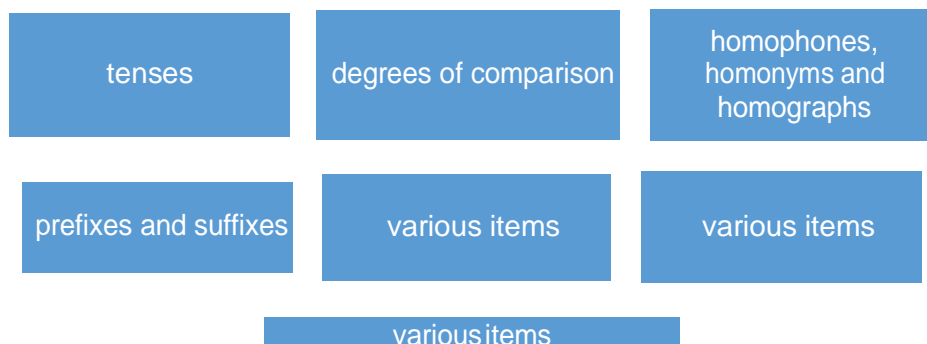 tenses
degrees of comparison
homophones,
homonyms and
homographs
prefixes and suffixes
various items
various items
various items